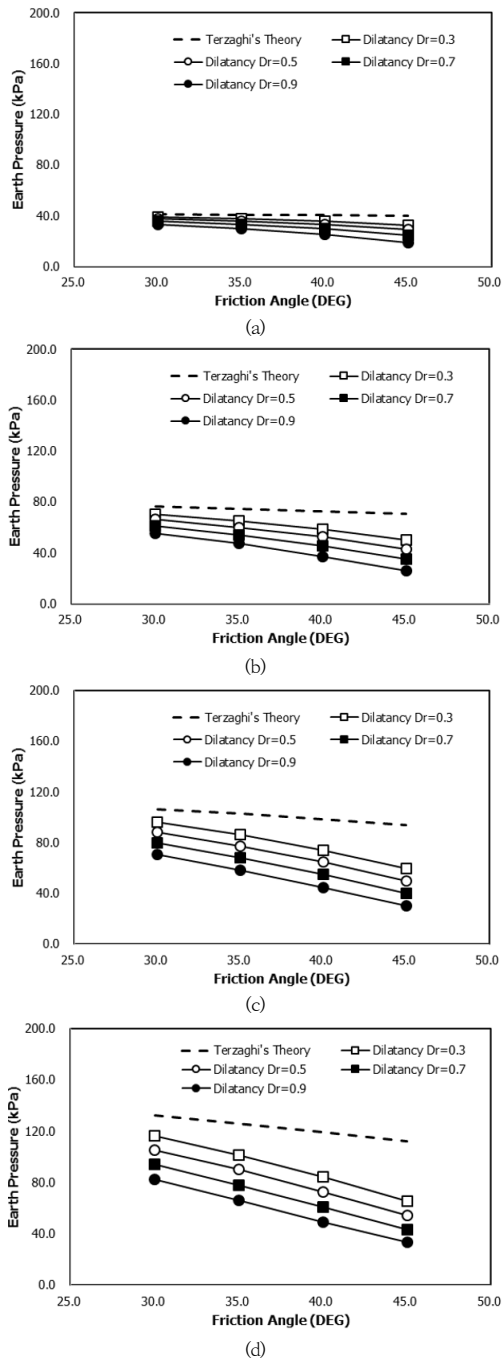 200.0
Terzaghi's Theory
Dilatancy Dr=0.3
Dilatancy Dr=0.5
Dilatancy Dr=0.7
Dilatancy Dr=0.9
160.0
120.0
80.0
40.0
0.0
Earth Pressure (kPa)
25.0 30.0 35.0 40.0 45.0 50.0
Friction Angle (DEG)
(a)
200.0
Terzaghi's Theory
Dilatancy Dr=0.3
Dilatancy Dr=0.5
Dilatancy Dr=0.7
Dilatancy Dr=0.9
160.0
120.0
80.0
40.0
0.0
Earth Pressure (kPa)
25.0 30.0 35.0 40.0 45.0 50.0
Friction Angle (DEG)
(b)
200.0
Terzaghi's Theory
Dilatancy Dr=0.3
Dilatancy Dr=0.5
Dilatancy Dr=0.7
Dilatancy Dr=0.9
160.0
120.0
80.0
40.0
0.0
Earth Pressure (kPa)
25.0 30.0 35.0 40.0 45.0 50.0
Friction Angle (DEG)
(c)
200.0
Terzaghi's Theory
Dilatancy Dr=0.3
Dilatancy Dr=0.5
Dilatancy Dr=0.7
Dilatancy Dr=0.9
160.0
120.0
80.0
40.0
0.0
Earth Pressure (kPa)
25.0 30.0 35.0 40.0 45.0 50.0
Friction Angle (DEG)
(d)